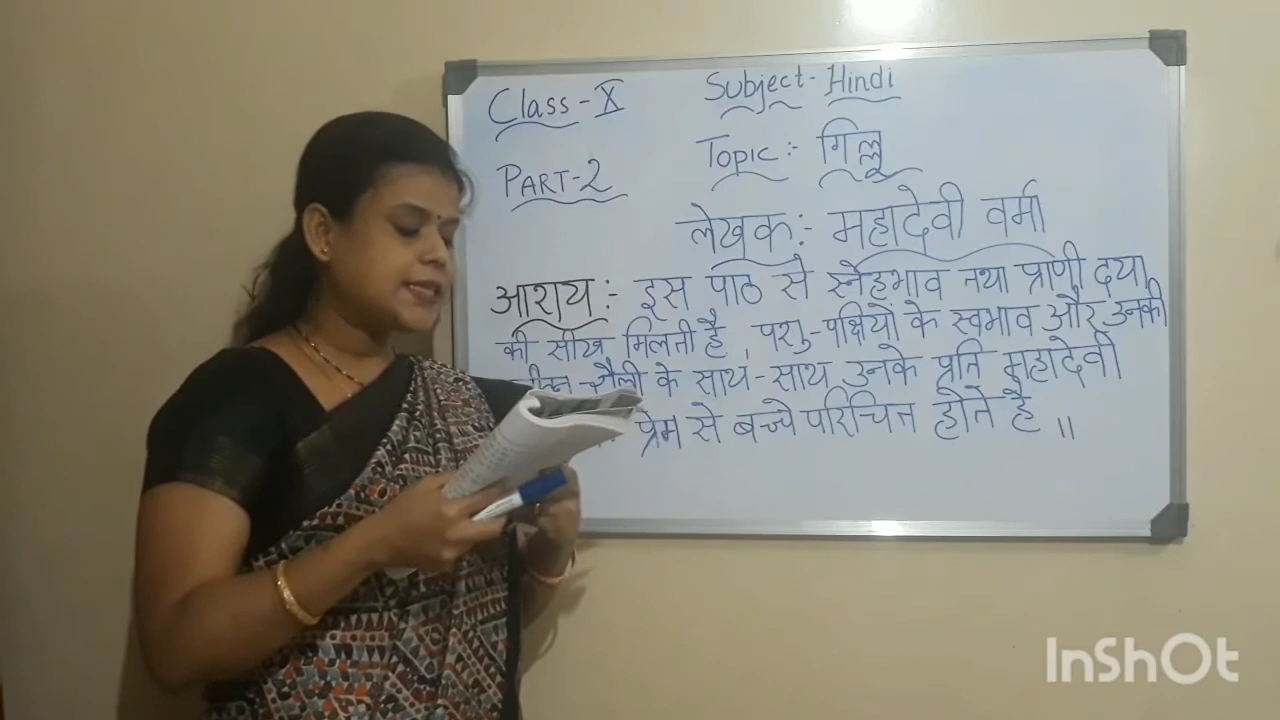 Class - X
Subject - Hindi
PART-2
Topic :- गिल्लू
लेखक :- महादेवी वर्मा
आशय :- इस पाठ से स्नेहभाव तथा प्राणी दया
की सीख मिलती है, पशु-पक्षियों के स्वभाव और उनकी
शैली के साथ-साथ उनके प्रति महादेवी
प्रेम से बच्चे परिचित होते है ॥
InShOt